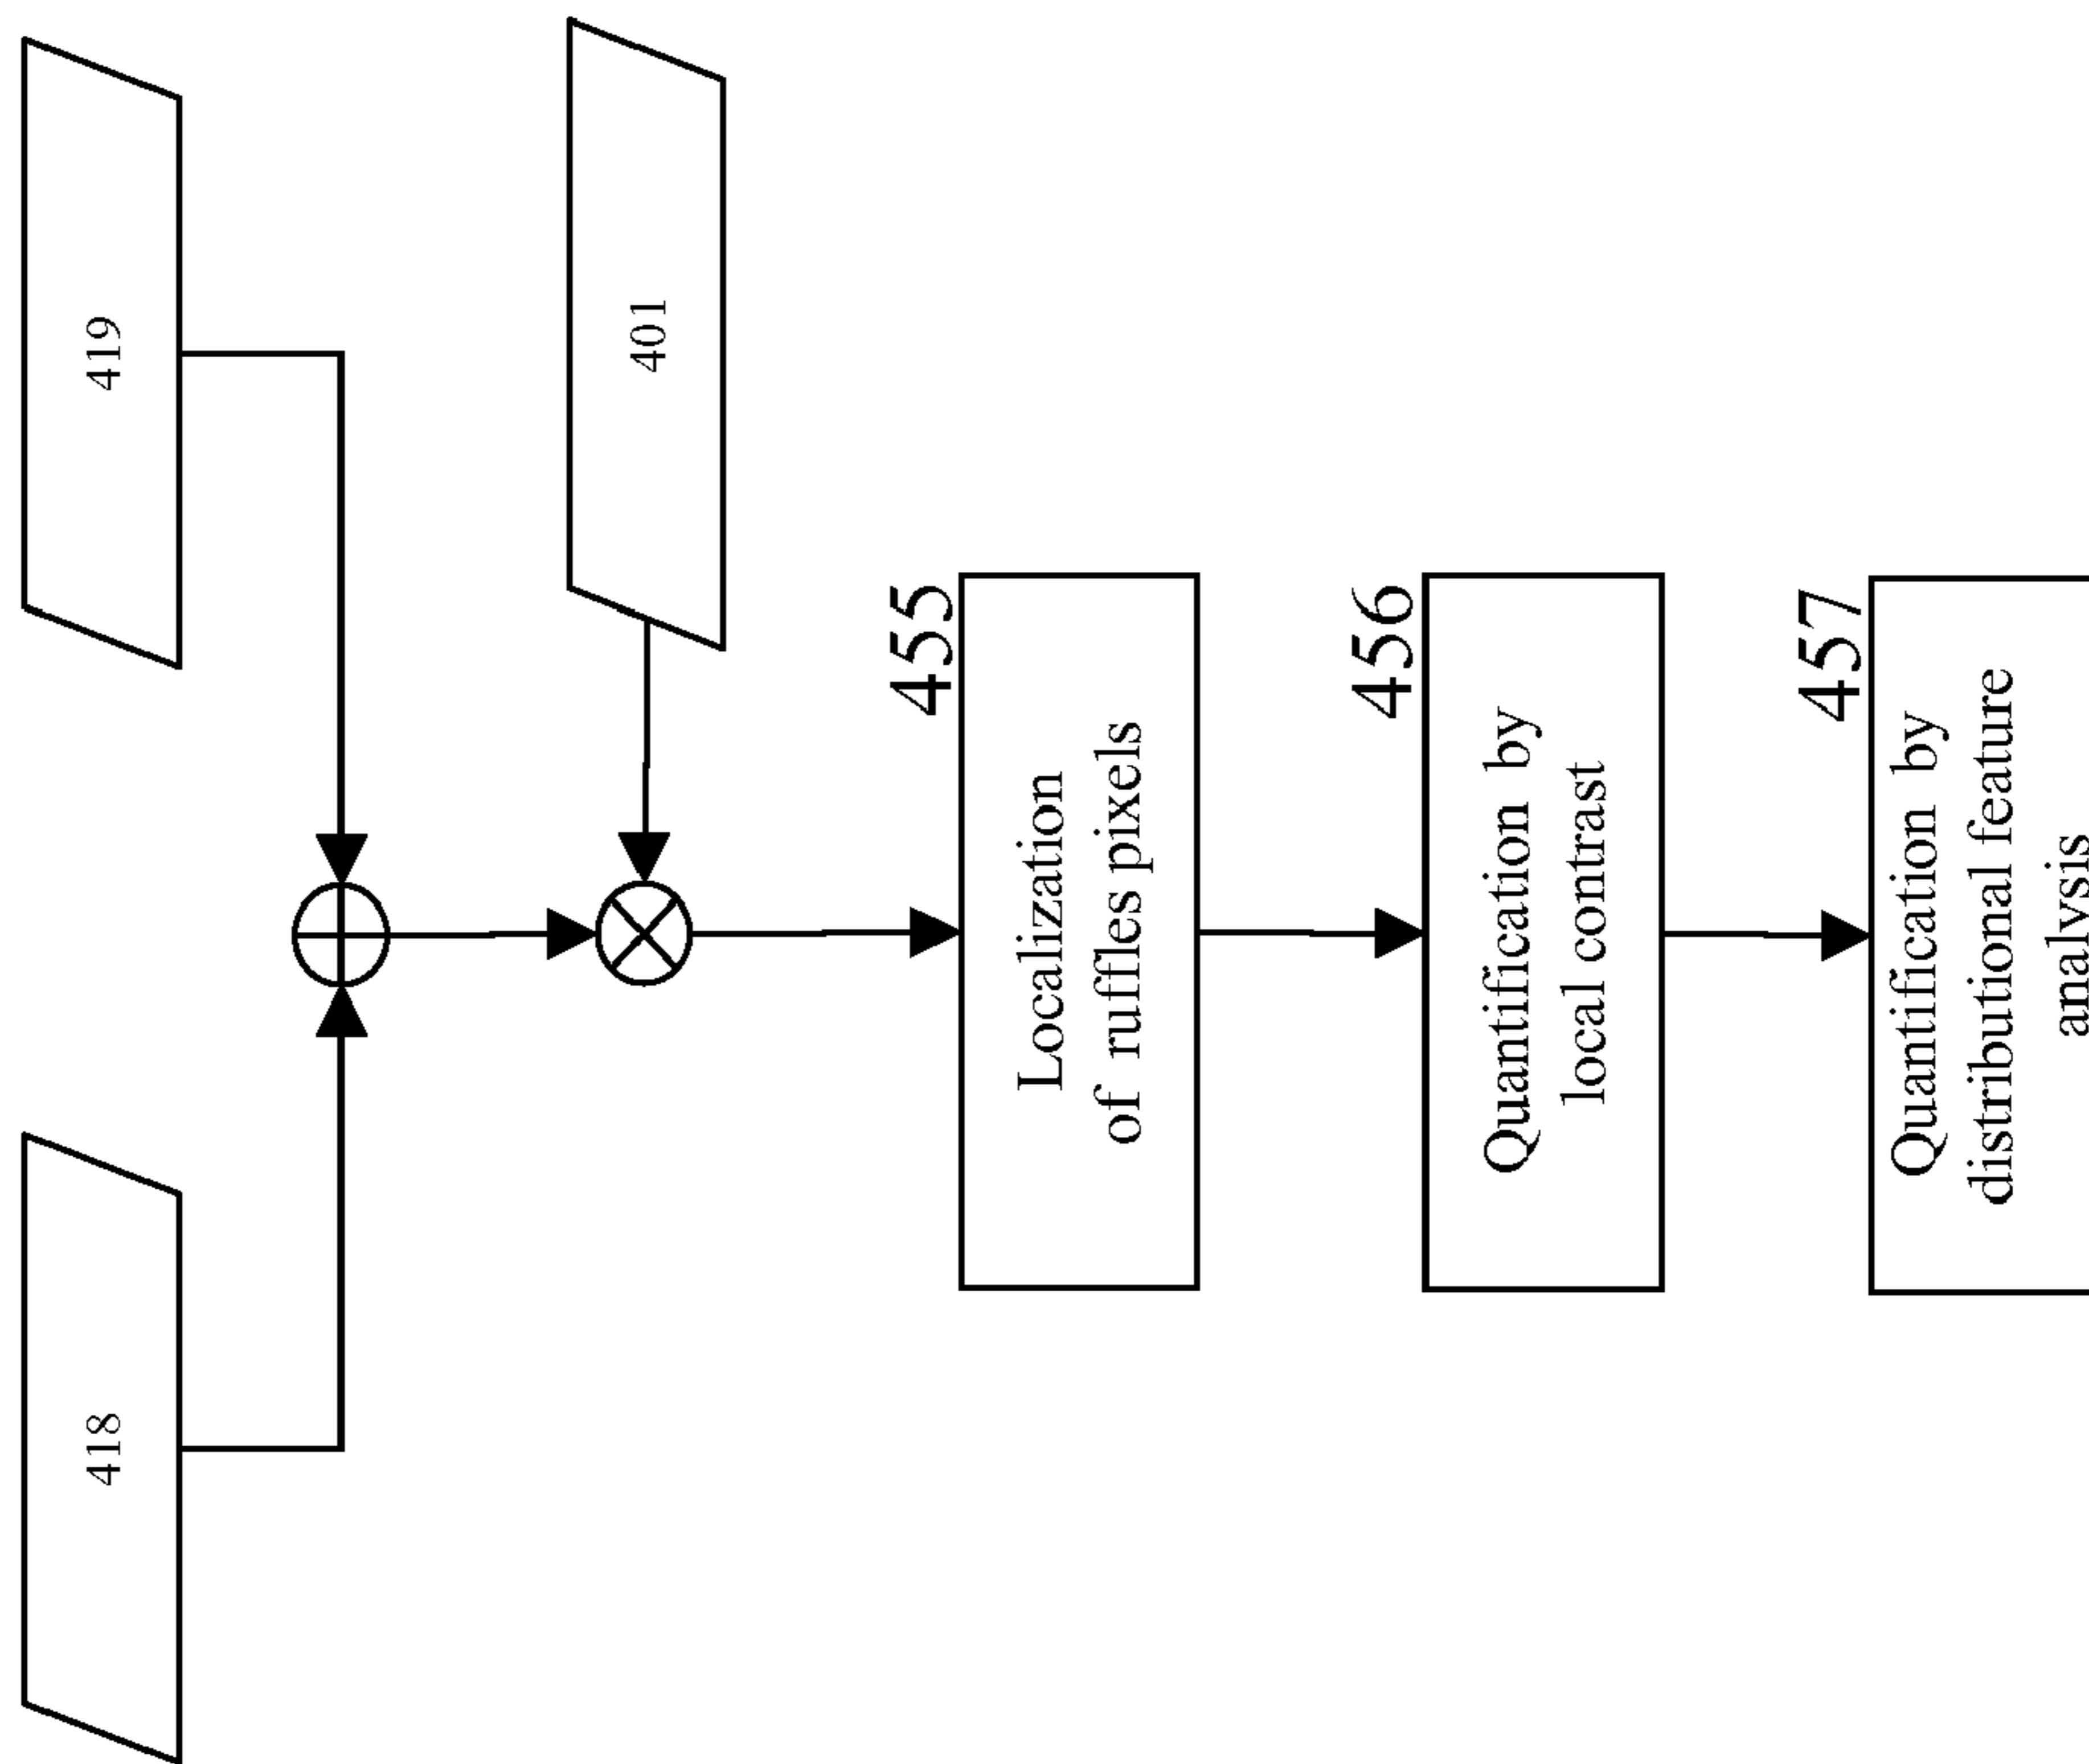 418
419
401
455
Localization
of ruffles pixels
456
Quantification by
local contrast
457
Quantification by
distributional feature
analysis